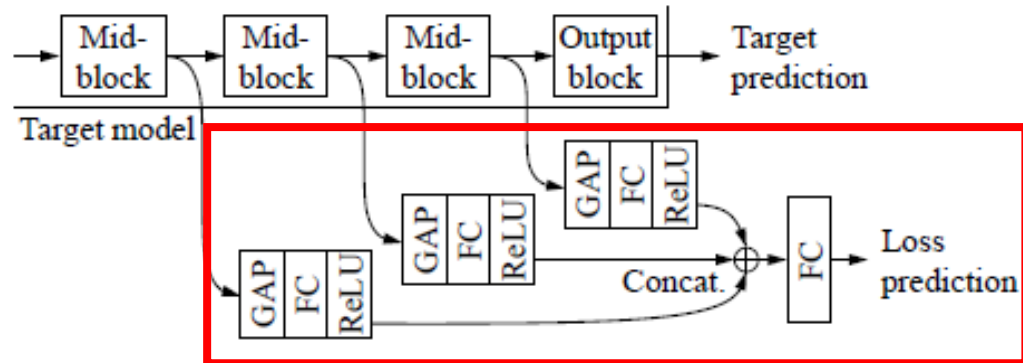 Mid-
block
Mid-
block
Mid-
block
Output
block
Target
prediction
Target model
GAP
FC
ReLU
GAP
FC
ReLU
GAP
FC
ReLU
Concat.
FC
Loss
prediction